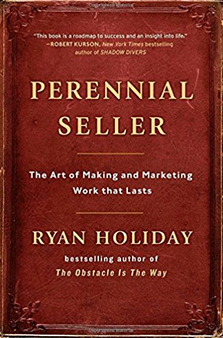 "This book is a roadmap to success and an insight into life."
—ROBERT KURSON, New York Times bestselling
author of SHADOW DIVERS
PERENNIAL
SELLER
The Art of Making and Marketing
Work that Lasts
RYAN HOLIDAY
bestselling author of
The Obstacle Is The Way